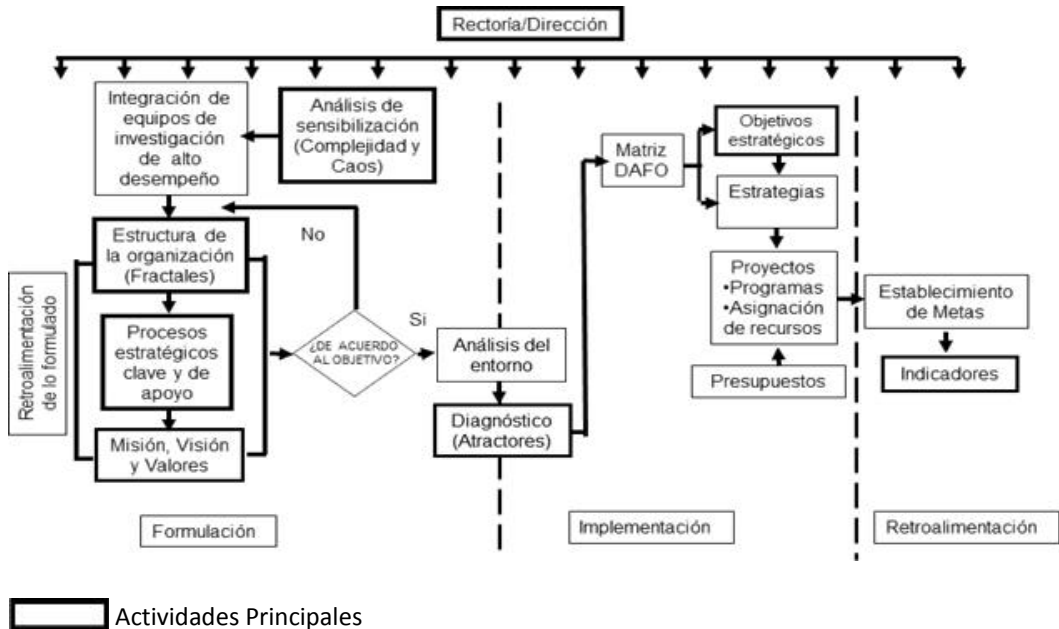 Rectoría/Dirección
Integración de
equipos de
investigación
de alto
desempeño
Análisis de
sensibilización
(Complejidad y
Caos)
Estructura de
la organización
(Fractales)
Procesos
estratégicos
clave y de
apoyo
Misión, Visión
y Valores
Retroalimentación
de lo formulado
No
¿DE ACUERDO
AL OBJETIVO?
Si
Análisis del
entorno
Diagnóstico
(Atractores)
Matriz
DAFO
Objetivos
estratégicos
Estrategias
Proyectos
•Programas
•Asignación
de recursos
Presupuestos
Establecimiento
de Metas
Indicadores
Formulación
Implementación
Retroalimentación
Actividades Principales